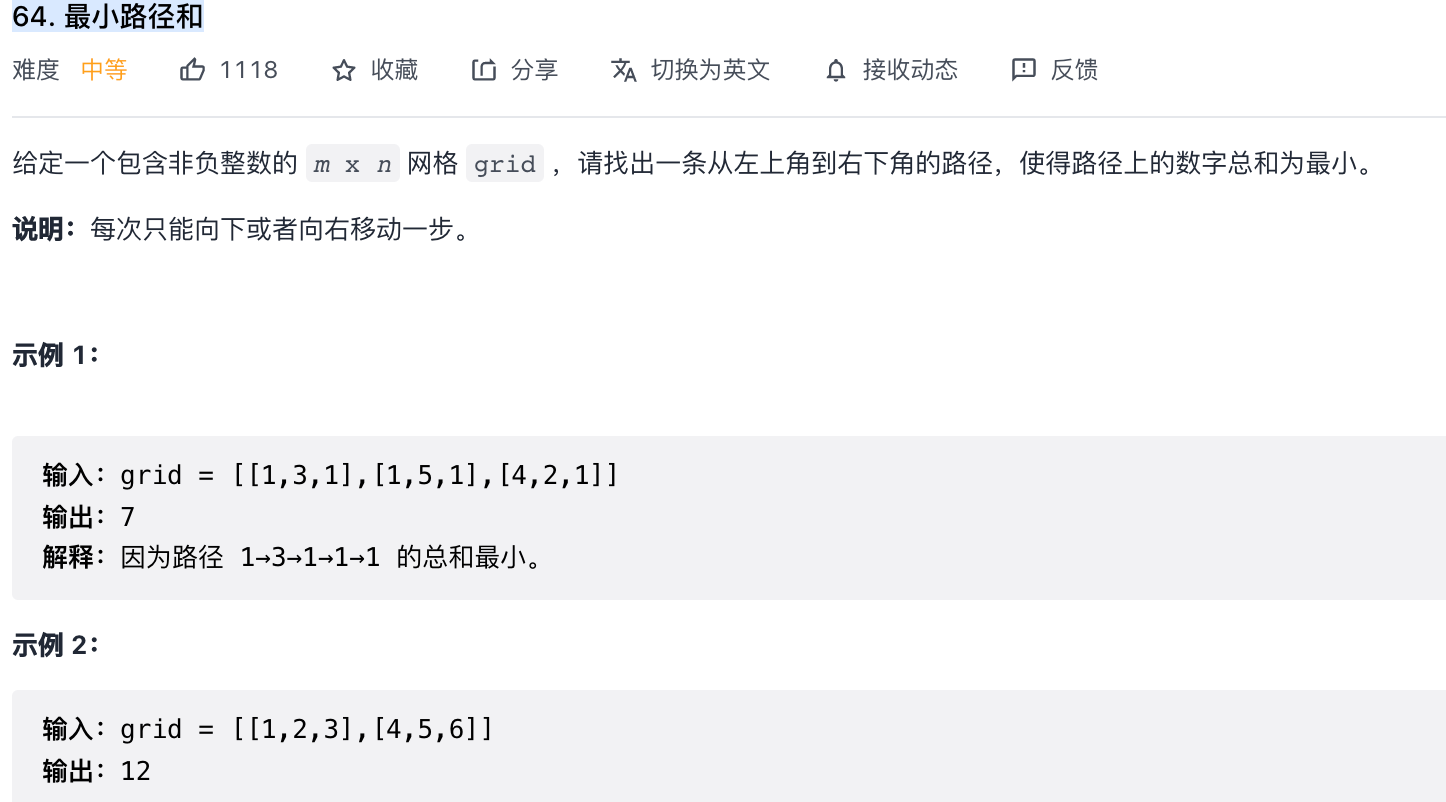 64. 最小路径和
难度 中等 1118 收藏 分享 切换为英文 接收动态 反馈
给定一个包含非负整数的 m x n 网格 grid ，请找出一条从左上角到右下角的路径，使得路径上的数字总和为最小。
说明：每次只能向下或者向右移动一步。
示例 1：
输入：grid = [[1,3,1],[1,5,1],[4,2,1]]
输出：7
解释：因为路径 1→3→1→1→1 的总和最小。
示例 2：
输入：grid = [[1,2,3],[4,5,6]]
输出：12